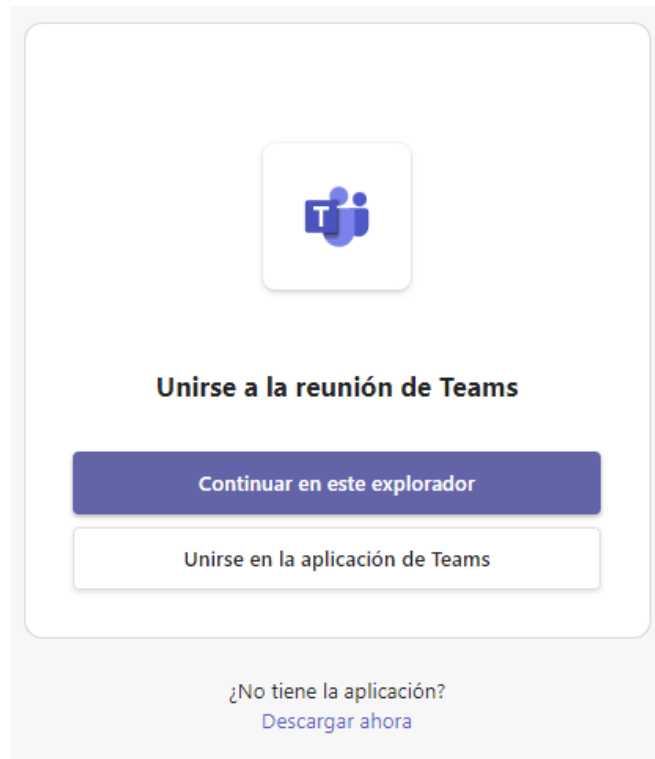 T
Unirse a la reunión de Teams
Continuar en este explorador
Unirse en la aplicación de Teams
¿No tiene la aplicación?
Descargar ahora